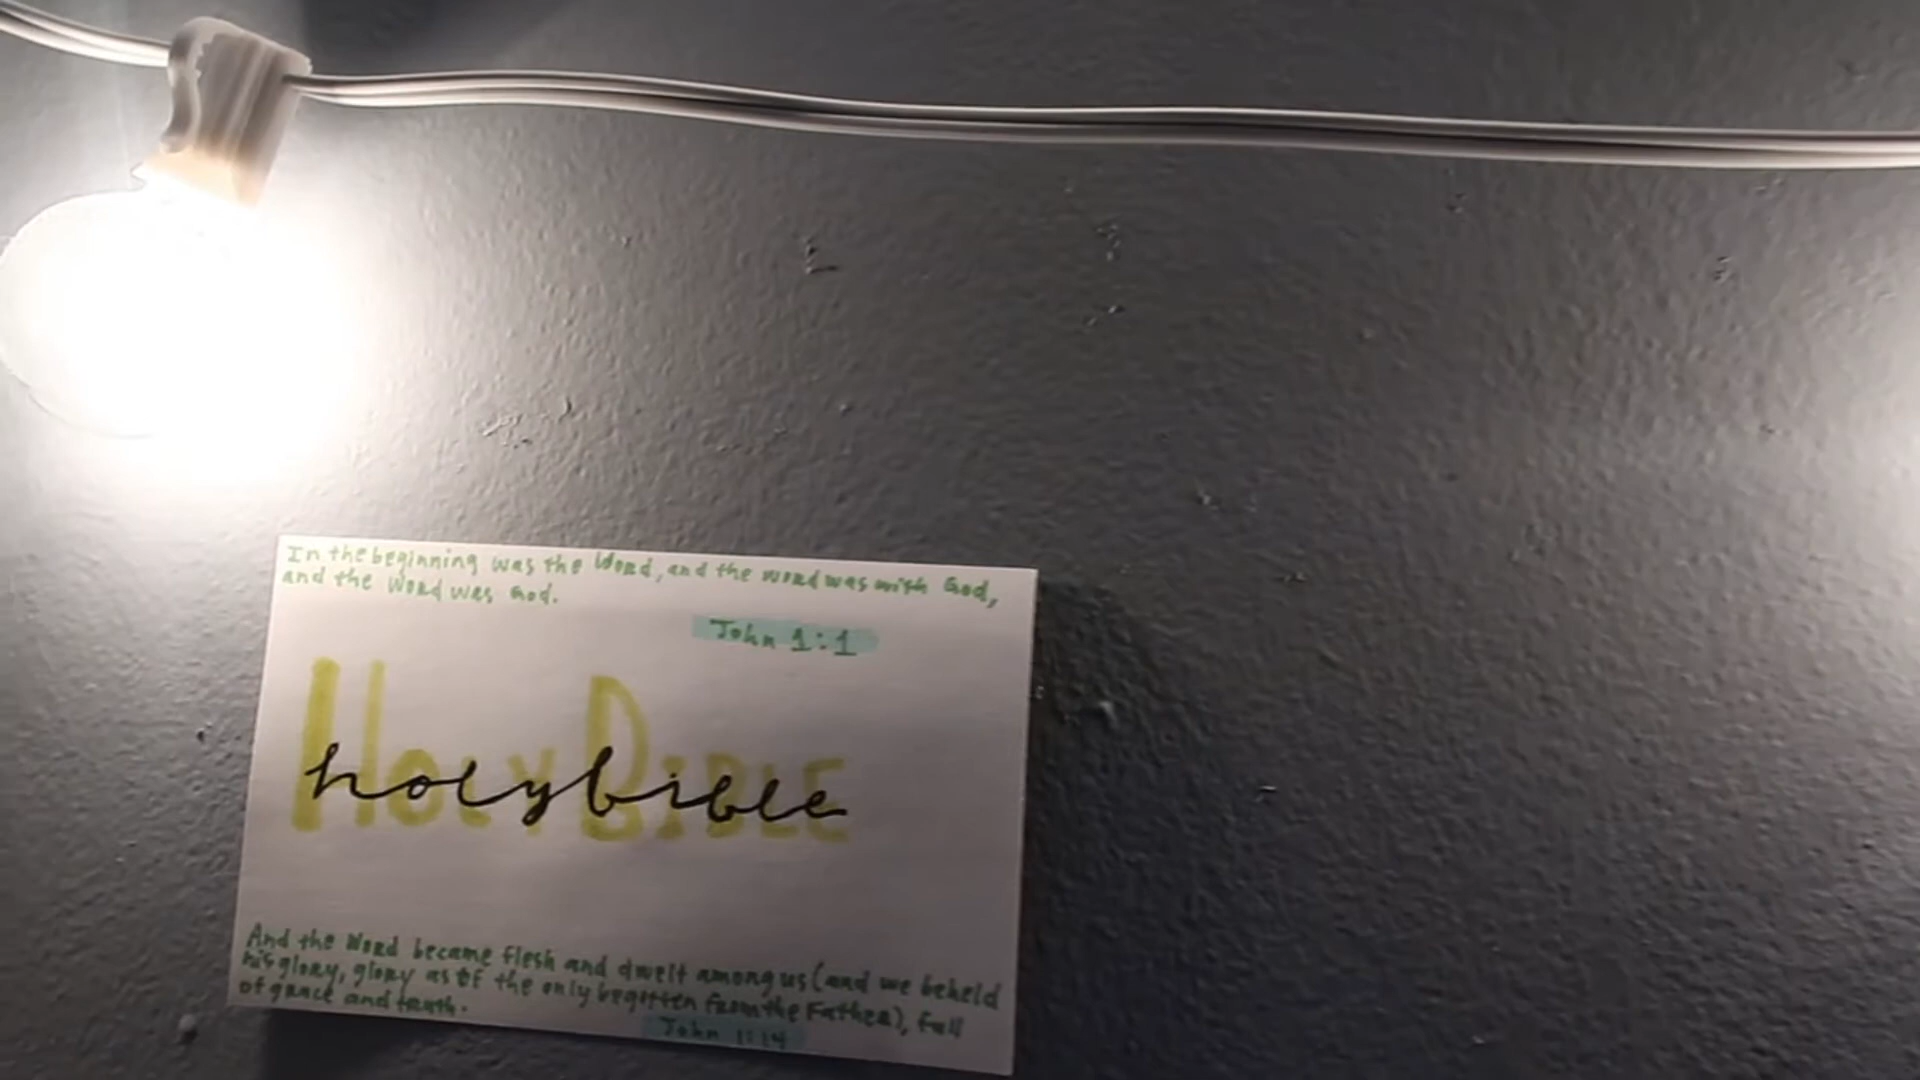 In the beginning was the Word, and the word was with God,
and the Word was God.
John 1:1
Holy Bible
holy bible
And the Word became flesh and dwelt among us (and we beheld
his glory, glory as of the only begotten from the Father), full
of grace and truth.
John 1:14